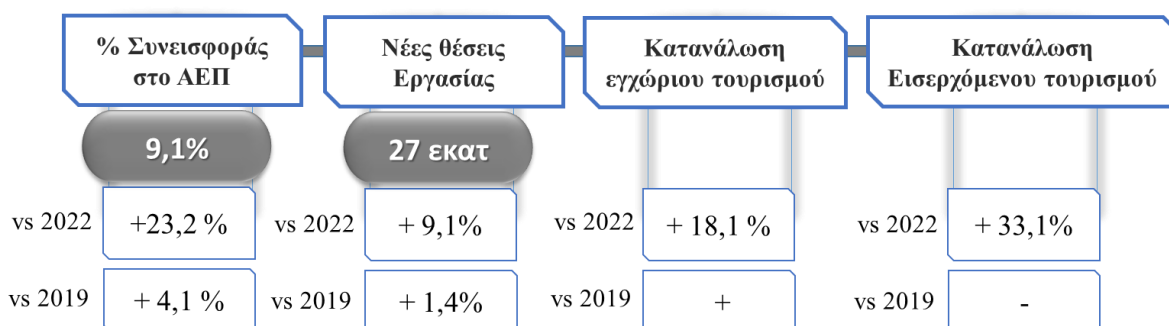 % Συνεισφοράς
στο ΑΕΠ
Νέες θέσεις
Εργασίας
Κατανάλωση
εγχώριου τουρισμού
Κατανάλωση
Εισερχόμενου τουρισμού
9,1%
27 εκατ
vs 2022
+23,2 %
vs 2022
+ 9,1%
vs 2022
+ 18,1 %
vs 2022
+ 33,1%
vs 2019
+ 4,1 %
vs 2019
+ 1,4%
vs 2019
+
vs 2019
-